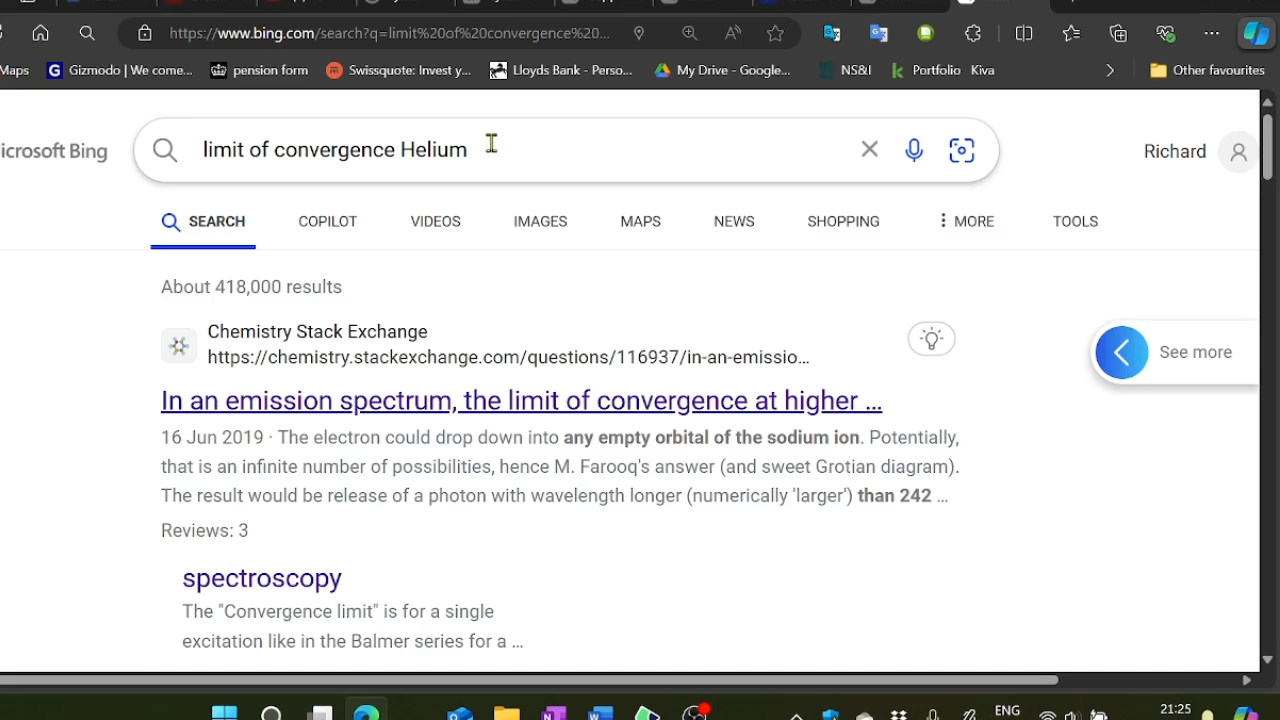 https://www.bing.com/search?q=limit%20of%20convergence%20...
Maps Gizmodo | We come... pension form Swissquote: Invest y... Lloyds Bank - Perso... My Drive - Google... NS&I Portfolio Kiva Other favourites
icrosoft Bing limit of convergence Helium Richard
SEARCH COPILOT VIDEOS IMAGES MAPS NEWS SHOPPING MORE TOOLS
About 418,000 results
Chemistry Stack Exchange
https://chemistry.stackexchange.com/questions/116937/in-an-emissio...
See more
In an emission spectrum, the limit of convergence at higher ...
16 Jun 2019 · The electron could drop down into any empty orbital of the sodium ion. Potentially,
that is an infinite number of possibilities, hence M. Farooq's answer (and sweet Grotian diagram).
The result would be release of a photon with wavelength longer (numerically 'larger') than 242 ...
Reviews: 3
spectroscopy
The "Convergence limit" is for a single
excitation like in the Balmer series for a ...
ENG 21:25